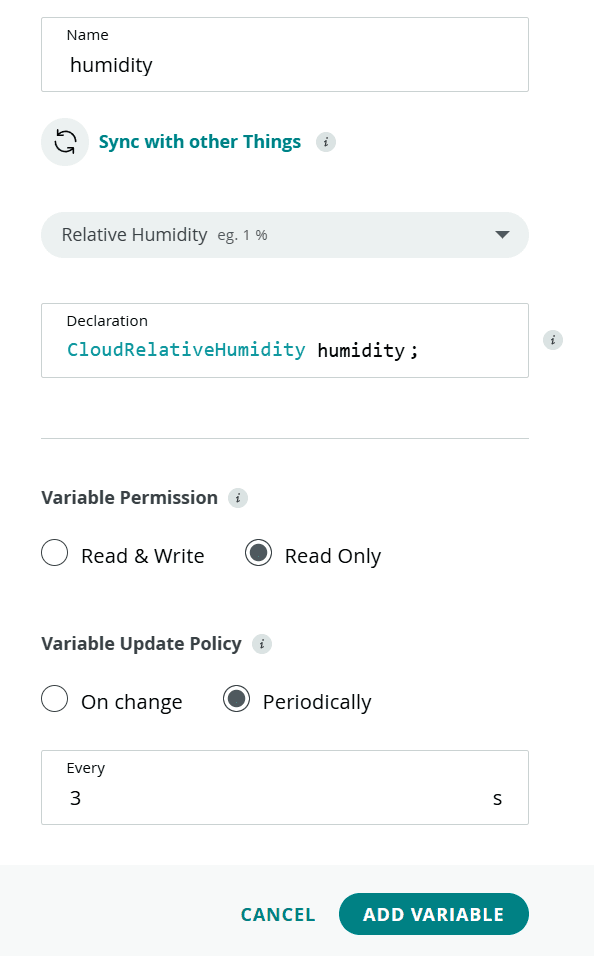 Name
humidity
Sync with other Things i
Relative Humidity eg. 1 %
Declaration
CloudRelativeHumidity humidity;
i
Variable Permission i
Read & Write Read Only
Variable Update Policy i
On change Periodically
Every
3 s
CANCEL ADD VARIABLE